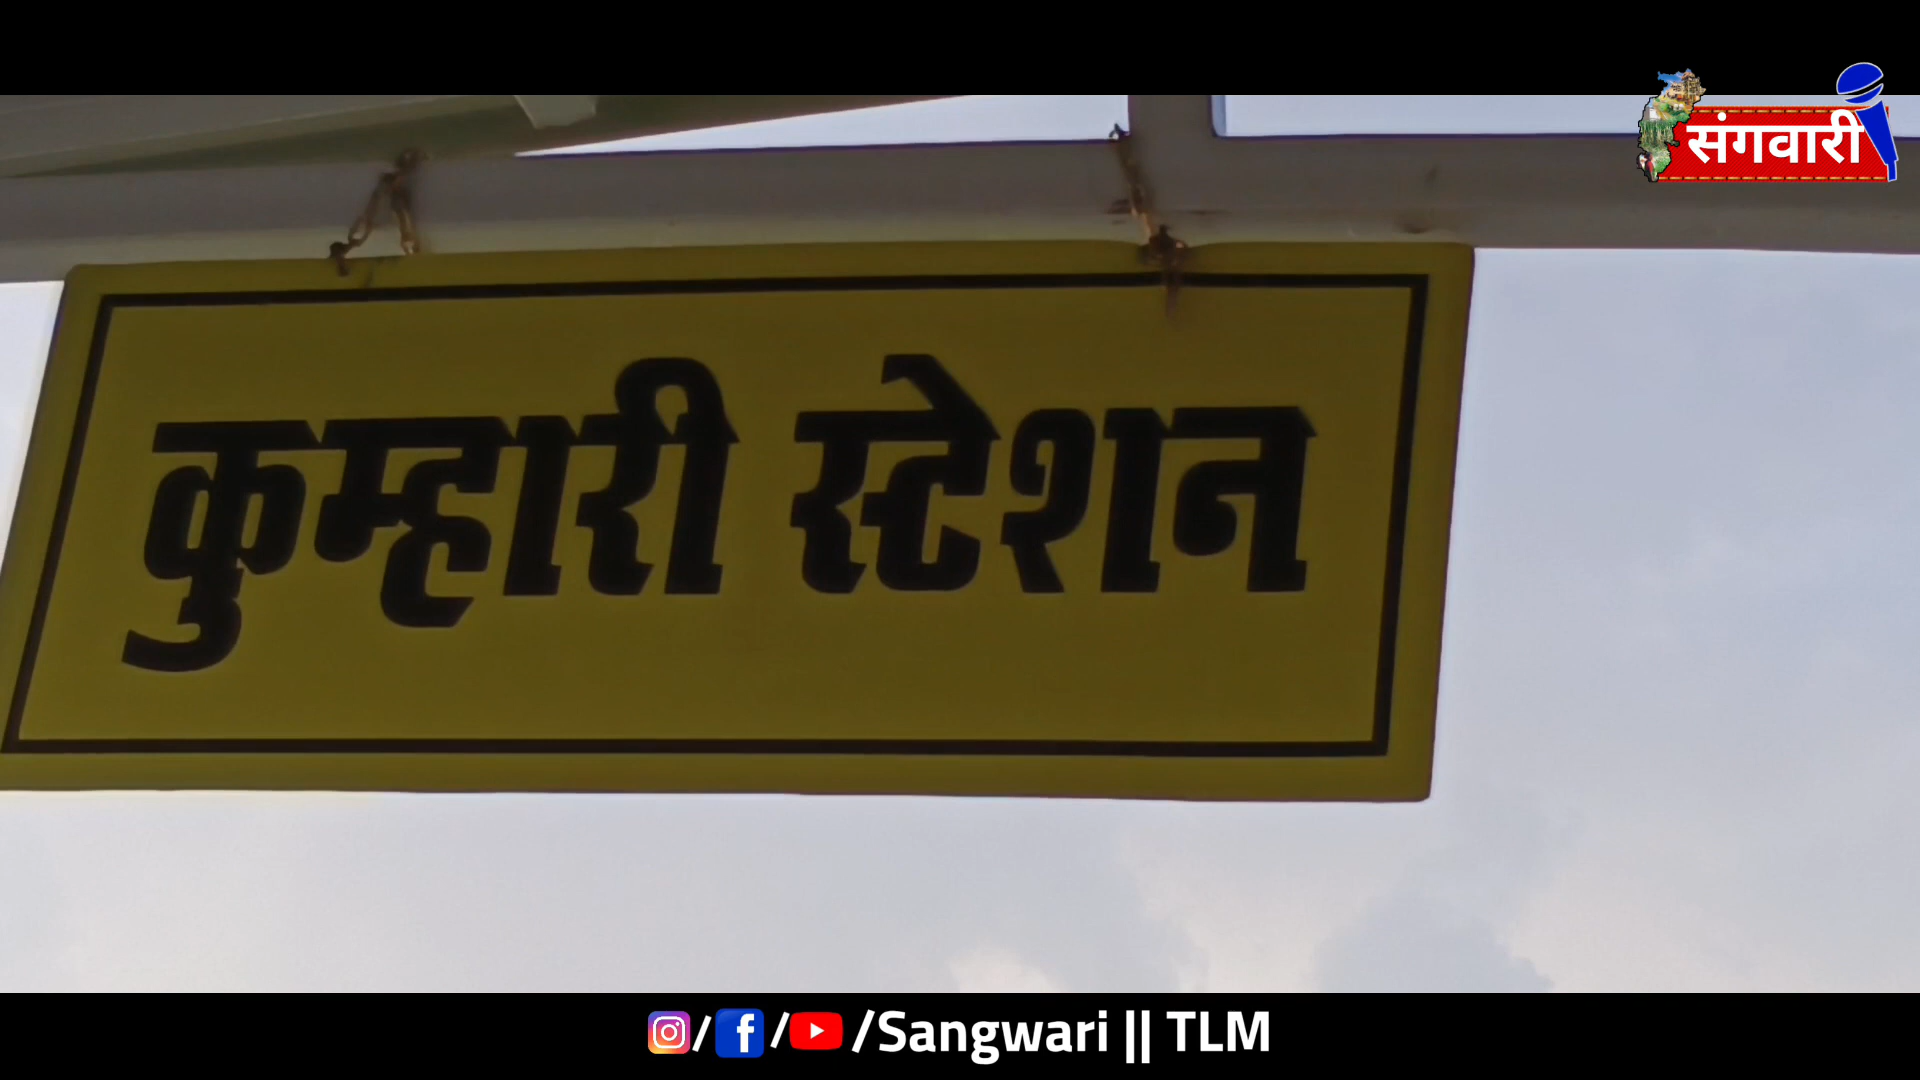 संगवारी
कुम्हारी स्टेशन
/ / /Sangwari || TLM